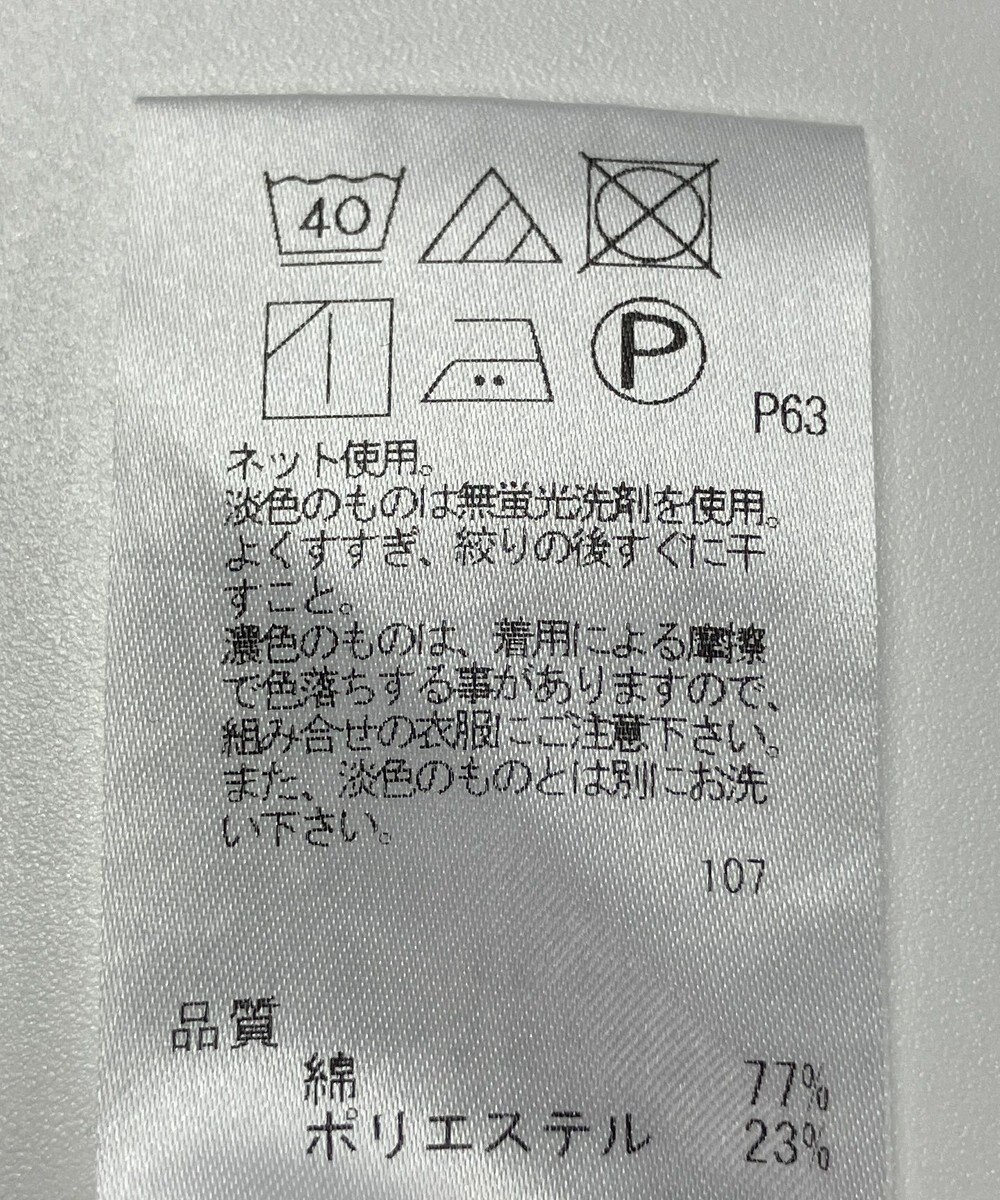 40
P
P63
ネット使用。
淡色のものは無蛍光洗剤を使用。
よくすすぎ、絞りの後すぐに干
すこと。
濃色のものは、着用による摩擦
で色落ちする事がありますので、
組み合せの衣服にご注意下さい。
また、淡色のものとは別にお洗
い下さい。
107
品質
綿 77%
ポリエステル 23%